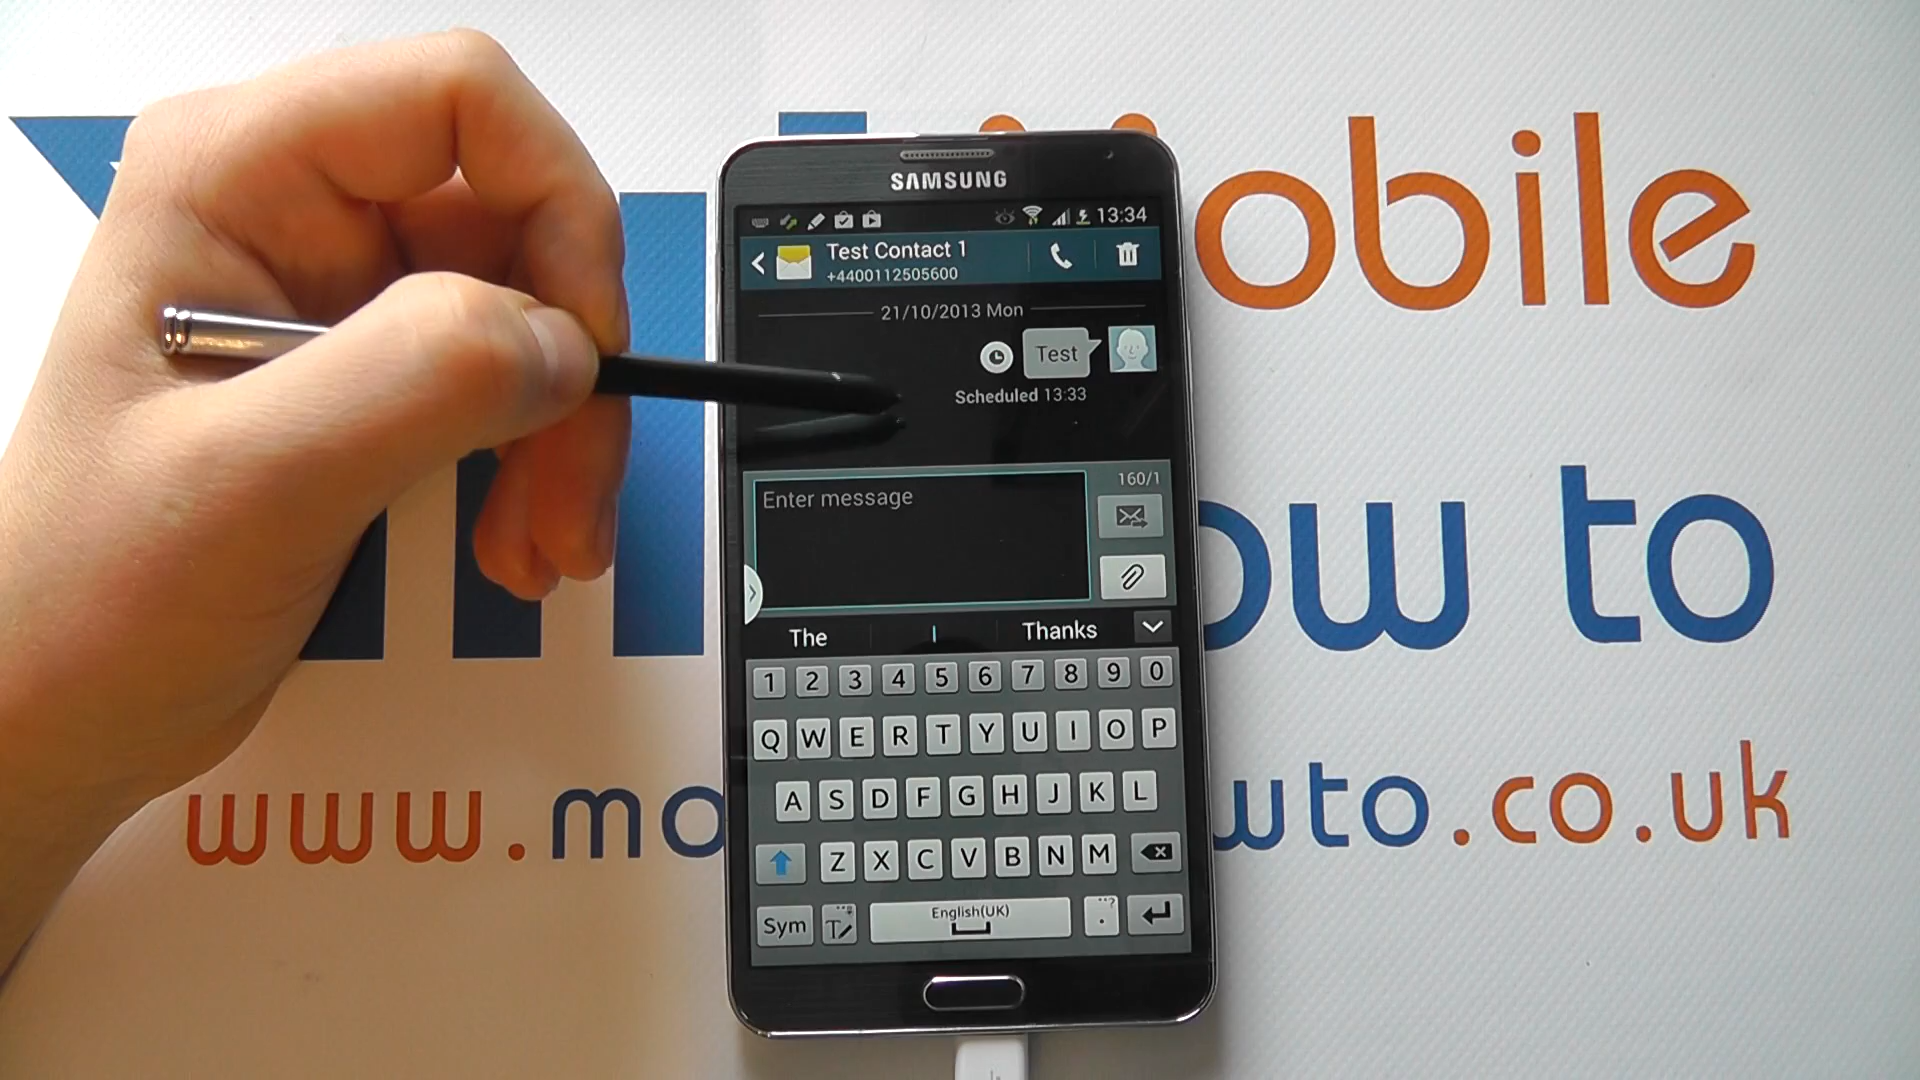 Mobile
ow to
www.mo wto.co.uk
SAMSUNG
13:34
Test Contact 1
+4400112505600
21/10/2013 Mon
Test
Scheduled 13:33
160/1
Enter message
The I Thanks
1 2 3 4 5 6 7 8 9 0
Q W E R T Y U I O P
A S D F G H J K L
Z X C V B N M
Sym T English(UK) .